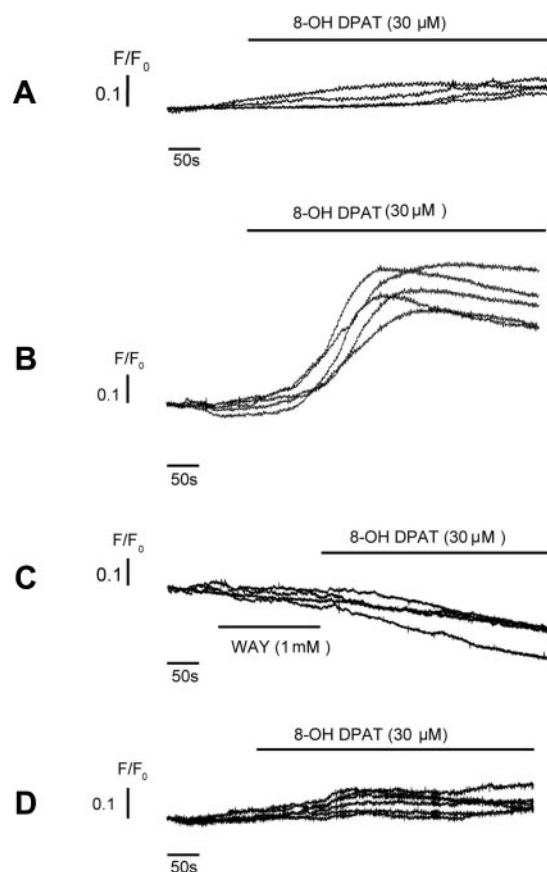 8-OH DPAT (30 µM)
F/F0
A
0.1
50s
8-OH DPAT (30 µM )
F/F0
B
0.1
50s
8-OH DPAT (30 µM )
F/F0
C
0.1
WAY (1 mM )
50s
8-OH DPAT (30 µM)
F/F0
D
0.1
50s